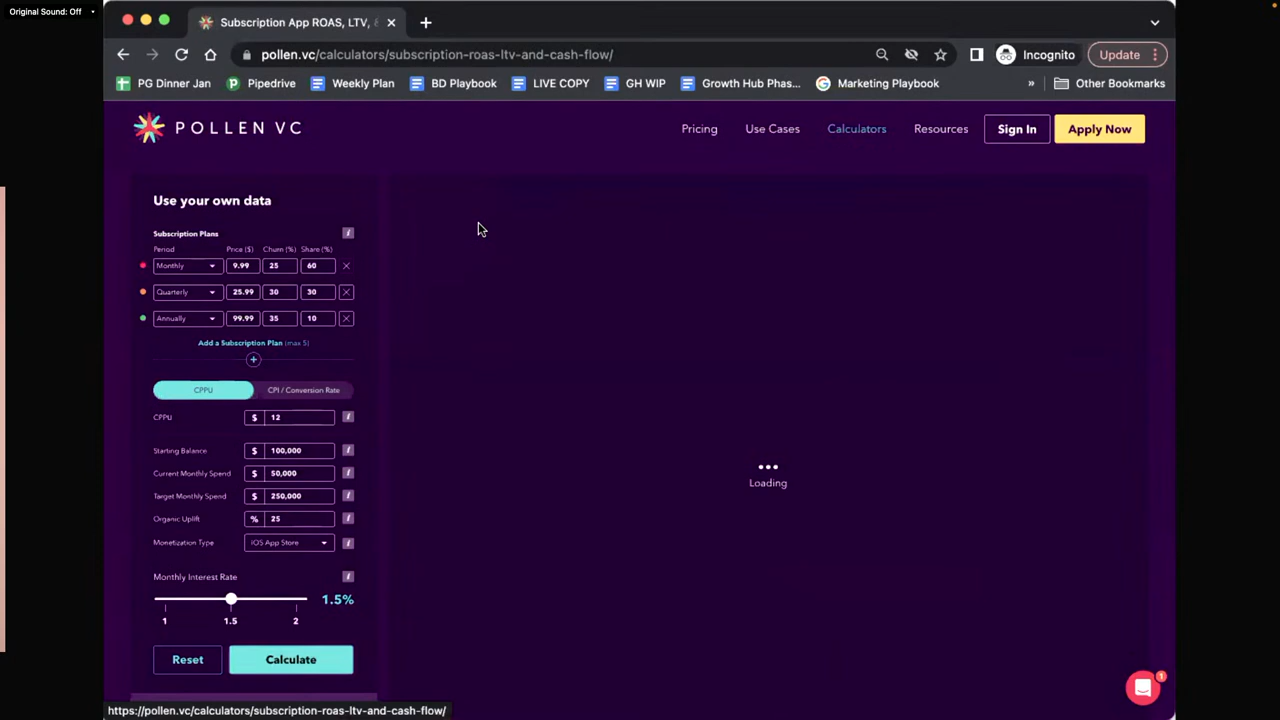 Original Sound: Off
Subscription App ROAS, LTV, &
pollen.vc/calculators/subscription-roas-ltv-and-cash-flow/
Incognito
Update
PG Dinner Jan
Pipedrive
Weekly Plan
BD Playbook
LIVE COPY
GH WIP
Growth Hub Phas...
Marketing Playbook
»
Other Bookmarks
POLLEN VC
Pricing
Use Cases
Calculators
Resources
Sign In
Apply Now
Use your own data
Subscription Plans
Period Price ($) Churn (%) Share (%)
Monthly 9.99 25 60
Quarterly 25.99 30 30
Annually 99.99 35 10
Add a Subscription Plan (max 5)
CPPU CPI / Conversion Rate
CPPU $ 12
Starting Balance $ 100,000
Current Monthly Spend $ 50,000
Target Monthly Spend $ 250,000
Organic Uplift % 25
Monetization Type iOS App Store
Monthly Interest Rate
1.5%
1 1.5 2
Reset Calculate
Loading
1
https://pollen.vc/calculators/subscription-roas-ltv-and-cash-flow/